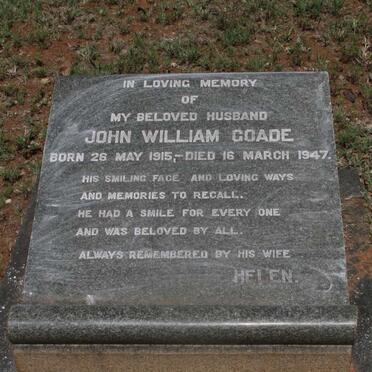 IN LOVING MEMORY
OF
MY BELOVED HUSBAND
JOHN WILLIAM COADE
BORN 26 MAY 1915,- DIED 16 MARCH 1947.
HIS SMILING FACE AND LOVING WAYS
AND MEMORIES TO RECALL.
HE HAD A SMILE FOR EVERY ONE
AND WAS BELOVED BY ALL.
ALWAYS REMEMBERED BY HIS WIFE
HELEN.